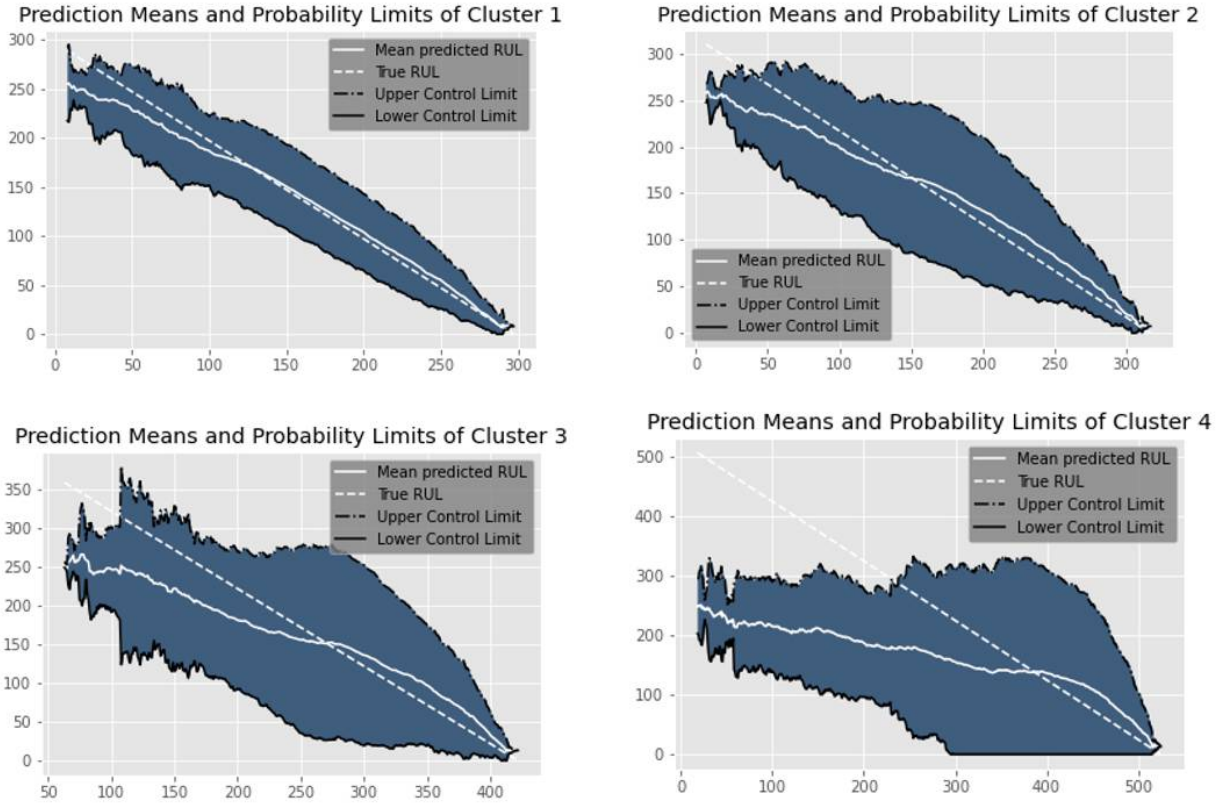 Prediction Means and Probability Limits of Cluster 1
300
250
200
150
100
50
0
Mean predicted RUL
True RUL
Upper Control Limit
Lower Control Limit
0 50 100 150 200 250 300
Prediction Means and Probability Limits of Cluster 2
300
250
200
150
100
50
0
Mean predicted RUL
True RUL
Upper Control Limit
Lower Control Limit
0 50 100 150 200 250 300
Prediction Means and Probability Limits of Cluster 3
350
300
250
200
150
100
50
0
Mean predicted RUL
True RUL
Upper Control Limit
Lower Control Limit
50 100 150 200 250 300 350 400
Prediction Means and Probability Limits of Cluster 4
500
400
300
200
100
0
Mean predicted RUL
True RUL
Upper Control Limit
Lower Control Limit
0 100 200 300 400 500